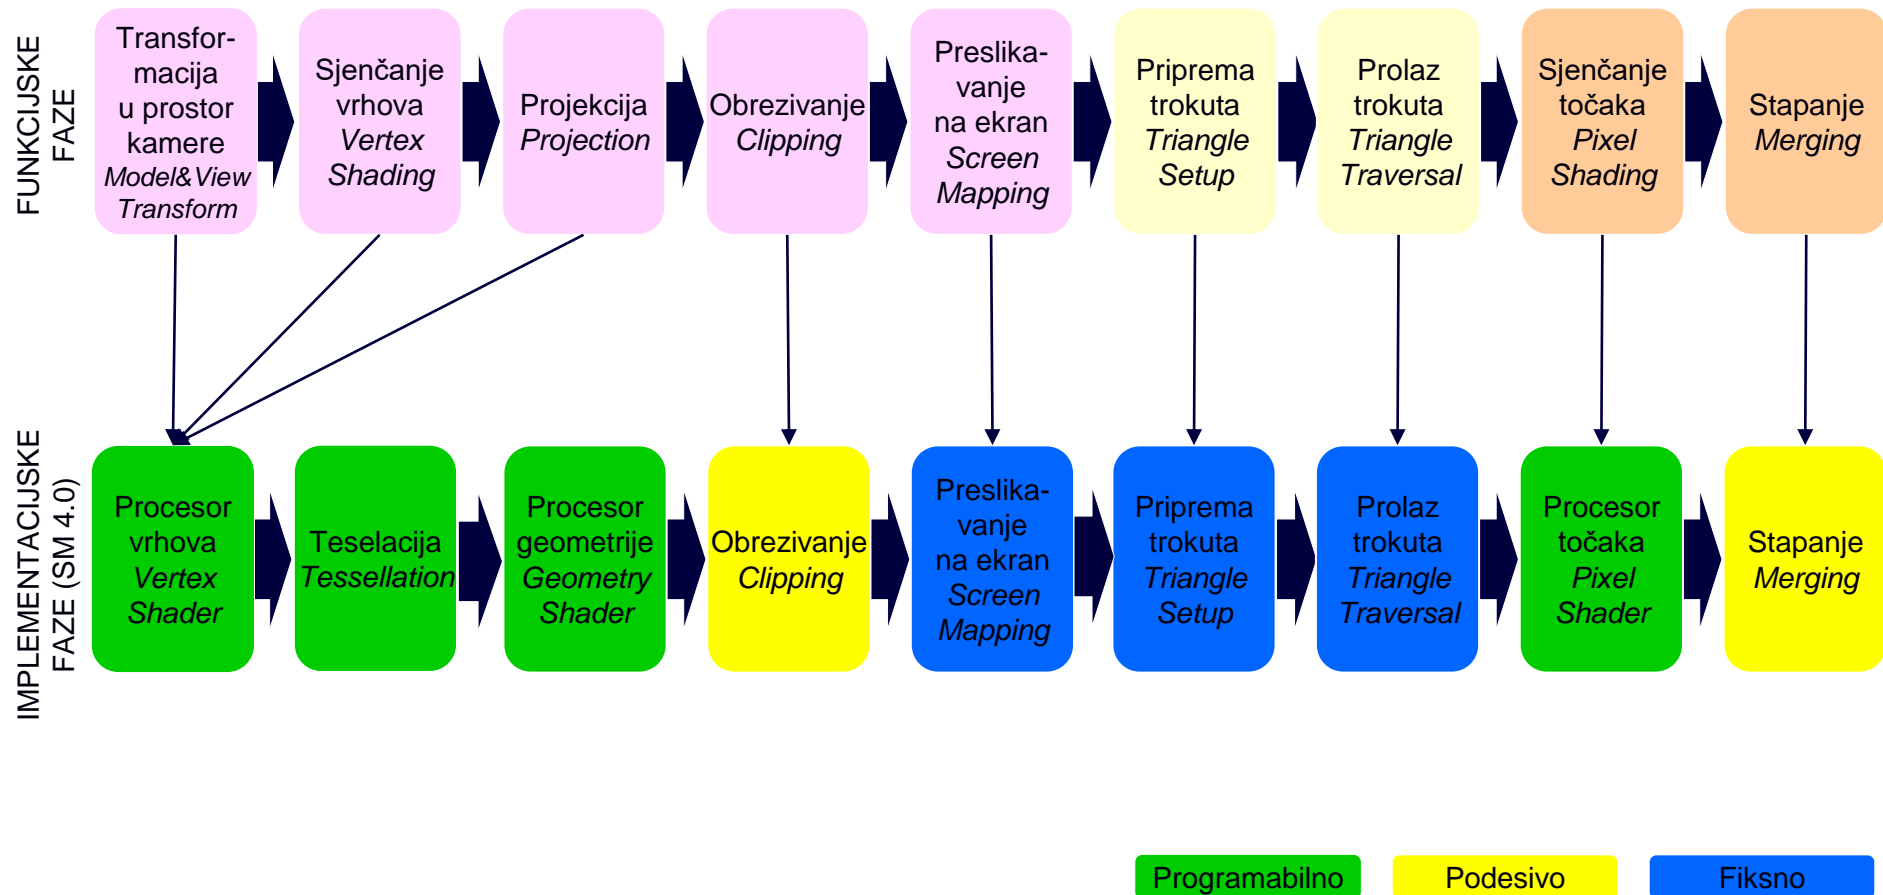 FUNKCIJSKE
FAZE
Transfor-
macija
u prostor
kamere
Model&View
Transform
Sjenčanje
vrhova
Vertex
Shading
Projekcija
Projection
Obrezivanje
Clipping
Preslika-
vanje
na ekran
Screen
Mapping
Priprema
trokuta
Triangle
Setup
Prolaz
trokuta
Triangle
Traversal
Sjenčanje
točaka
Pixel
Shading
Stapanje
Merging
IMPLEMENTACIJSKE
FAZE (SM 4.0)
Procesor
vrhova
Vertex
Shader
Teselacija
Tessellation
Procesor
geometrije
Geometry
Shader
Obrezivanje
Clipping
Preslika-
vanje
na ekran
Screen
Mapping
Priprema
trokuta
Triangle
Setup
Prolaz
trokuta
Triangle
Traversal
Procesor
točaka
Pixel
Shader
Stapanje
Merging
Programabilno
Podesivo
Fiksno